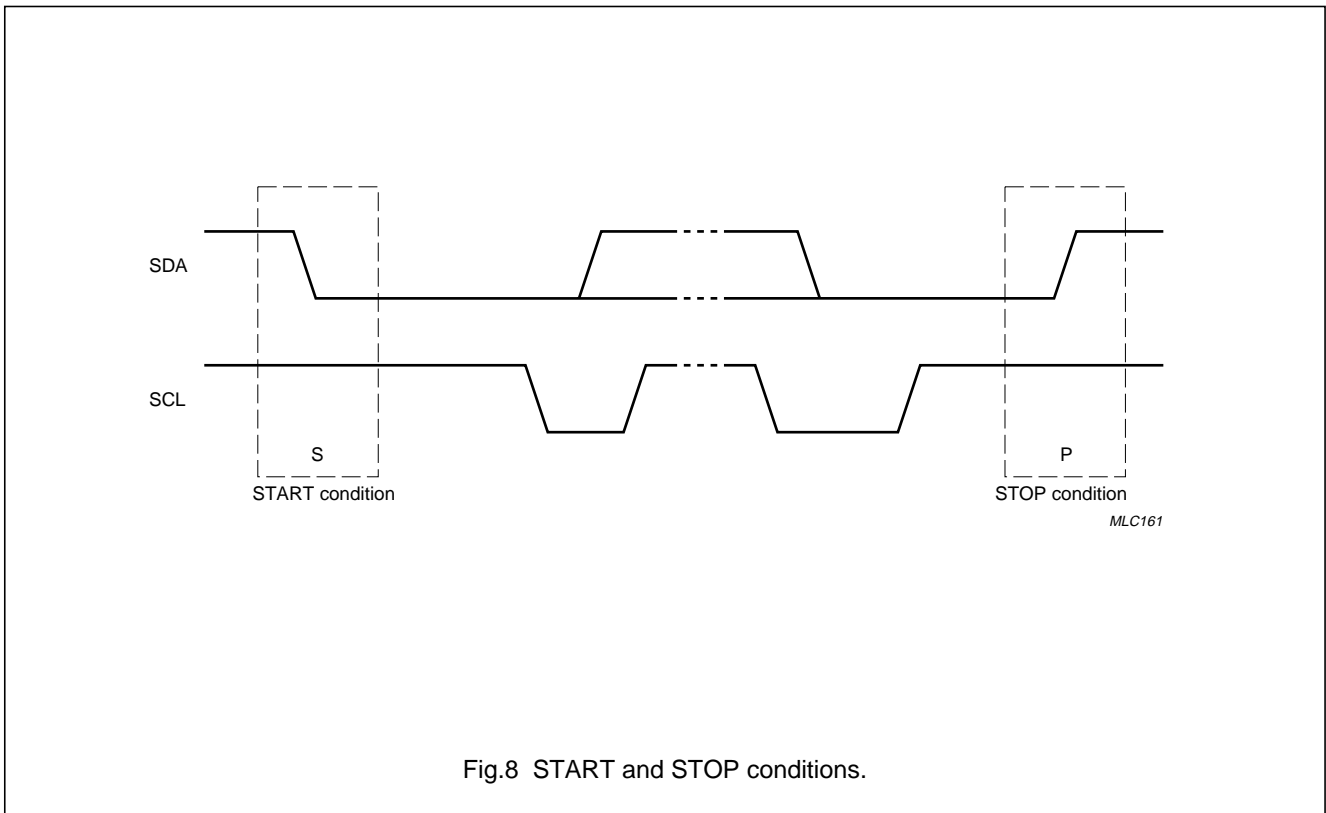 SDA
SCL
S
P
START condition
STOP condition
MLC161
Fig.8 START and STOP conditions.